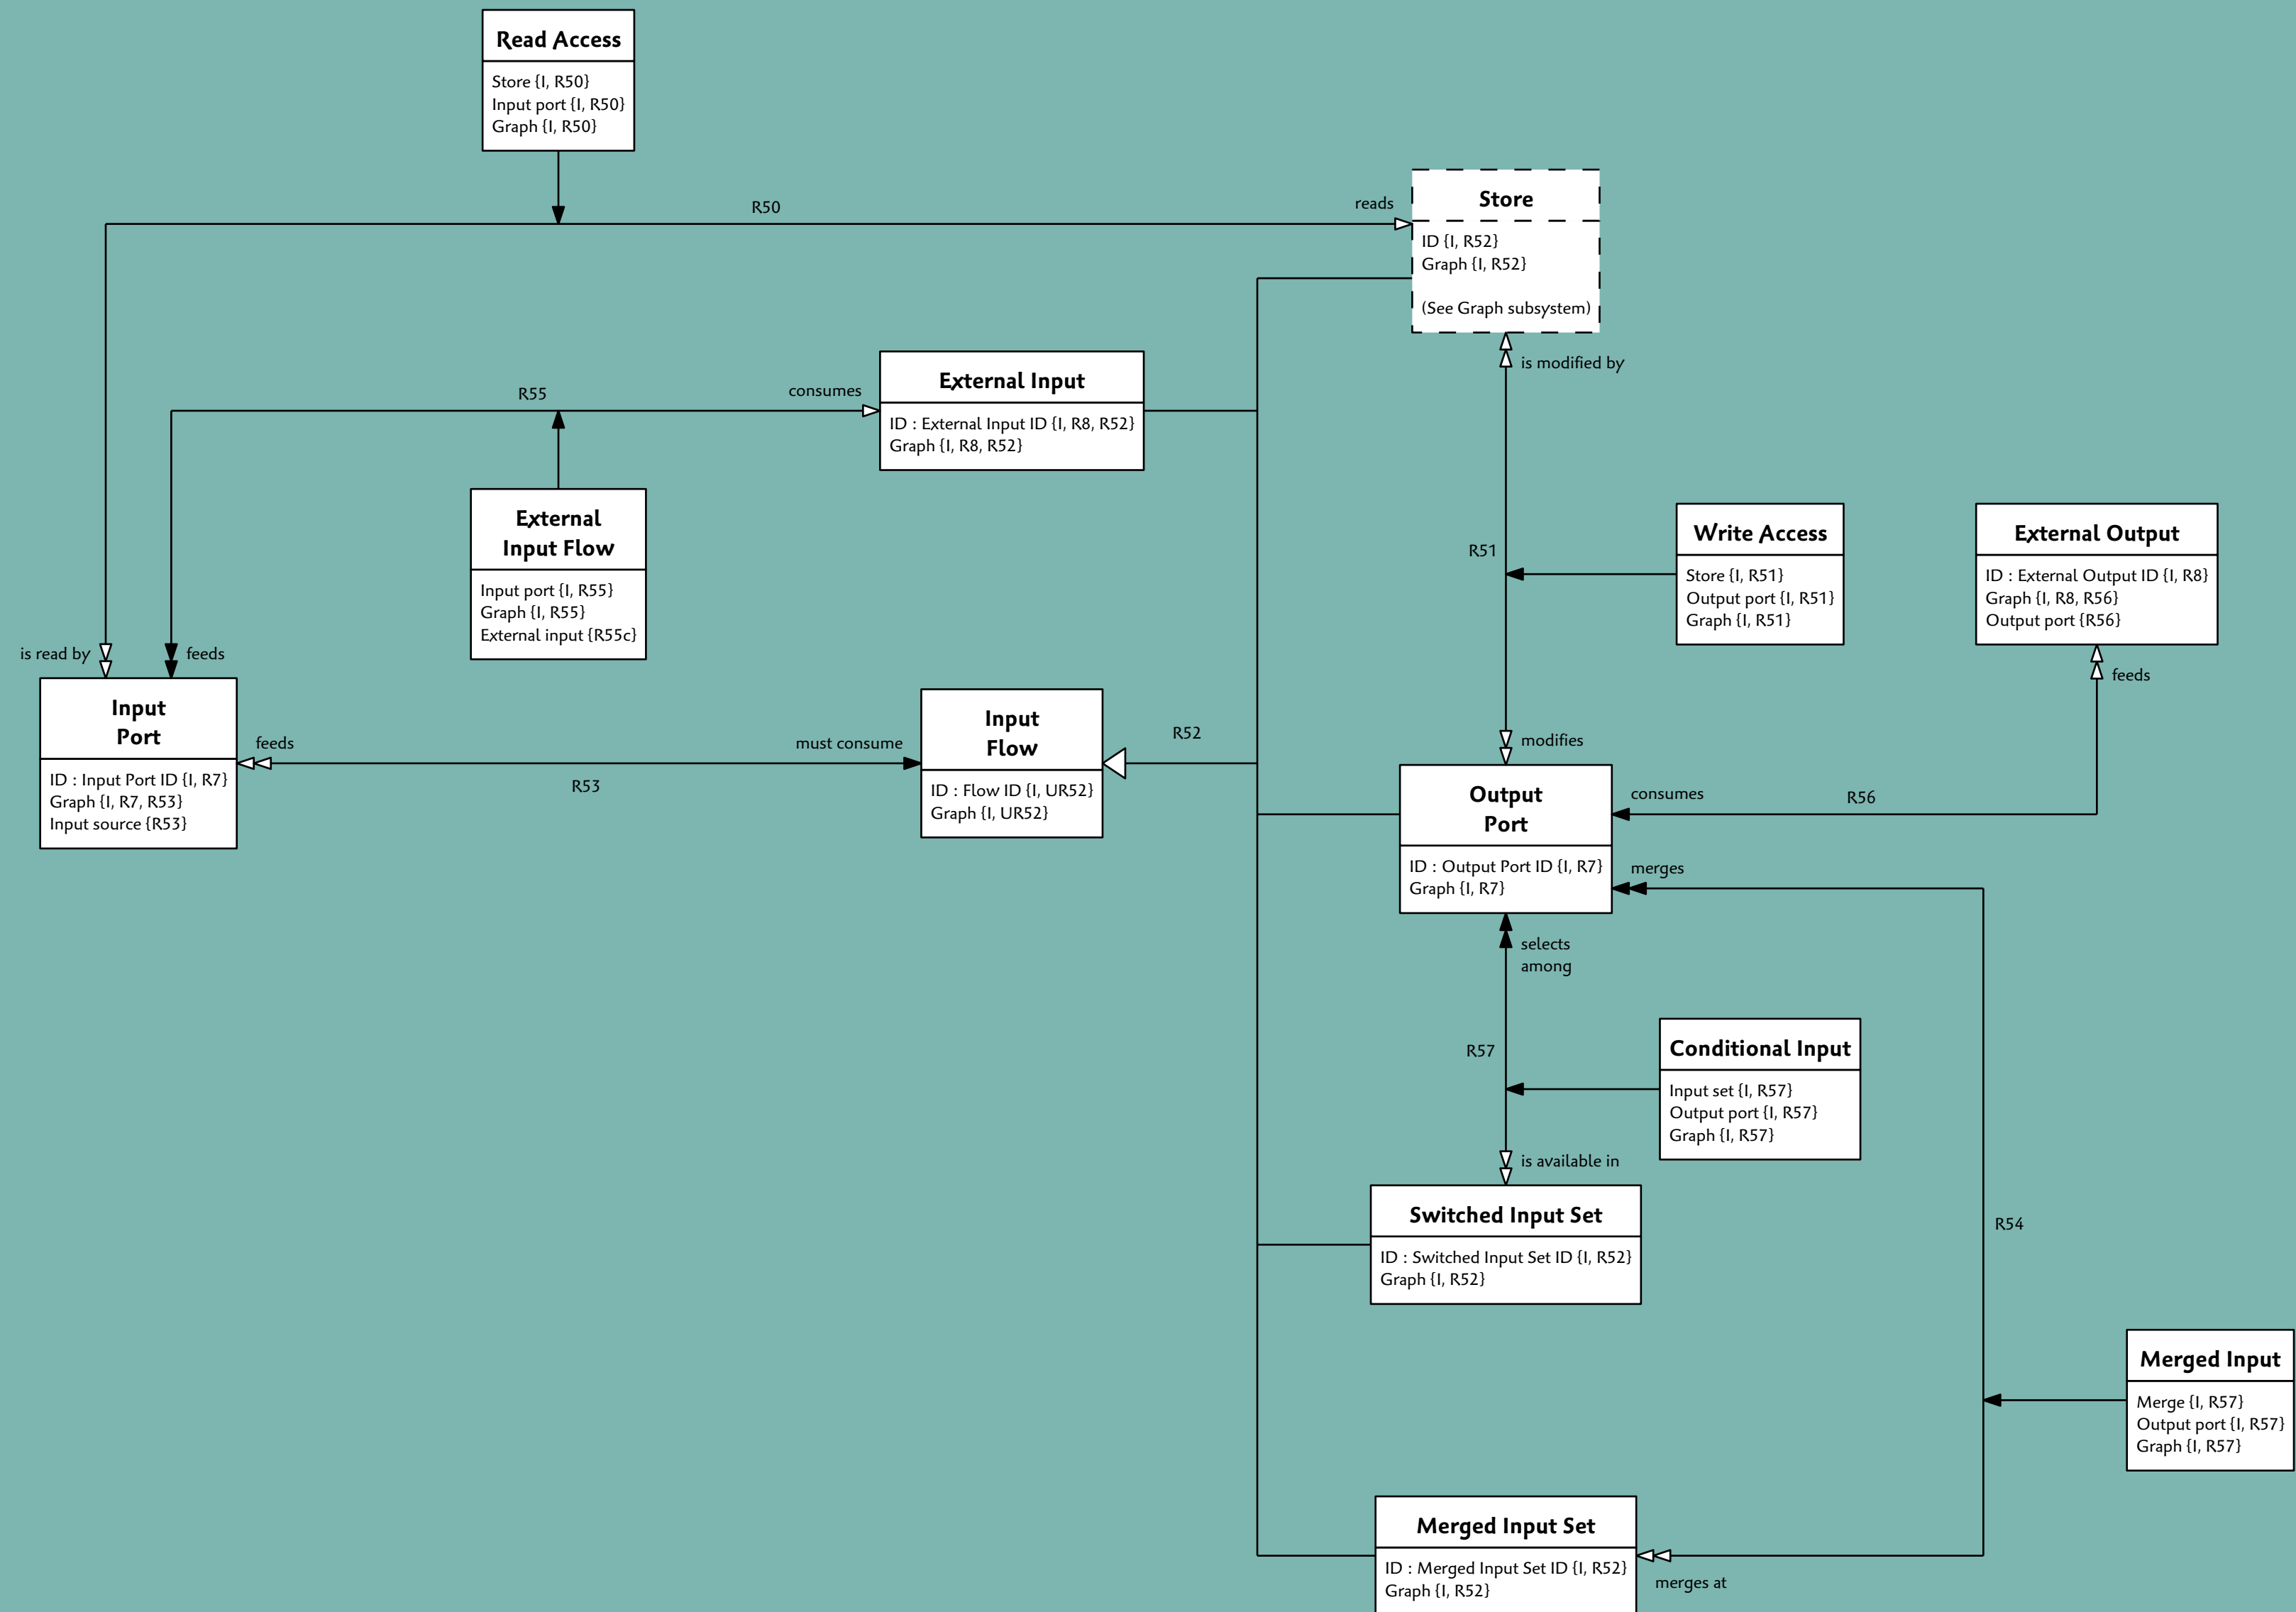 Read Access
Store {I, R50}
Input port {I, R50}
Graph {I, R50}
R50
reads
Store
ID {I, R52}
Graph {I, R52}
(See Graph subsystem)
is modified by
R55
consumes
External Input
ID : External Input ID {I, R8, R52}
Graph {I, R8, R52}
External
Input Flow
Input port {I, R55}
Graph {I, R55}
External input {R55c}
R51
Write Access
Store {I, R51}
Output port {I, R51}
Graph {I, R51}
External Output
ID : External Output ID {I, R8}
Graph {I, R8, R56}
Output port {R56}
feeds
is read by
feeds
Input
Port
ID : Input Port ID {I, R7}
Graph {I, R7, R53}
Input source {R53}
feeds
must consume
R53
Input
Flow
ID : Flow ID {I, UR52}
Graph {I, UR52}
R52
modifies
Output
Port
ID : Output Port ID {I, R7}
Graph {I, R7}
consumes
R56
merges
selects
among
R57
Conditional Input
Input set {I, R57}
Output port {I, R57}
Graph {I, R57}
is available in
Switched Input Set
ID : Switched Input Set ID {I, R52}
Graph {I, R52}
R54
Merged Input
Merge {I, R57}
Output port {I, R57}
Graph {I, R57}
Merged Input Set
ID : Merged Input Set ID {I, R52}
Graph {I, R52}
merges at